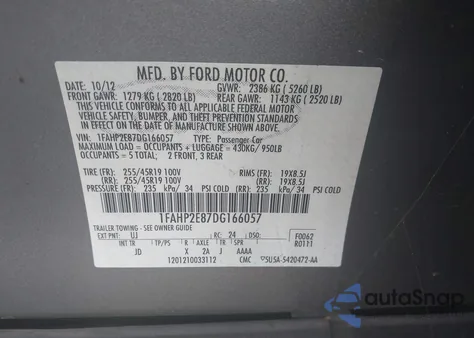 MFD. BY FORD MOTOR CO.
DATE: 10/12 GVWR: 2386 KG ( 5260 LB)
FRONT GAWR: 1279 KG ( 2820 LB) REAR GAWR: 1143 KG ( 2520 LB)
THIS VEHICLE CONFORMS TO ALL APPLICABLE FEDERAL MOTOR
VEHICLE SAFETY, BUMPER, AND THEFT PREVENTION STANDARDS
IN EFFECT ON THE DATE OF MANUFACTURE SHOWN ABOVE.
VIN: 1FAHP2E87DG166057 TYPE: Passenger Car
MAXIMUM LOAD = OCCUPANTS + LUGGAGE = 430KG/ 950LB
OCCUPANTS = 5 TOTAL; 2 FRONT, 3 REAR
TIRE (FR): 255/45R19 100V RIMS (FR): 19X8.5J
(RR): 255/45R19 100V (RR): 19X8.5J
PRESSURE (FR): 235 kPa/ 34 PSI COLD (RR): 235 kPa/ 34 PSI COLD
1FAHP2E87DG166057
TRAILER TOWING - SEE OWNER GUIDE
EXT PNT: UJ RC: 24 DSO: F0062
INT TR TP/PS R AXLE TR SPR R0111
JD X 2A J AAAA
1201210033112 CMC 5U5A-5420472-AA
autoSnap